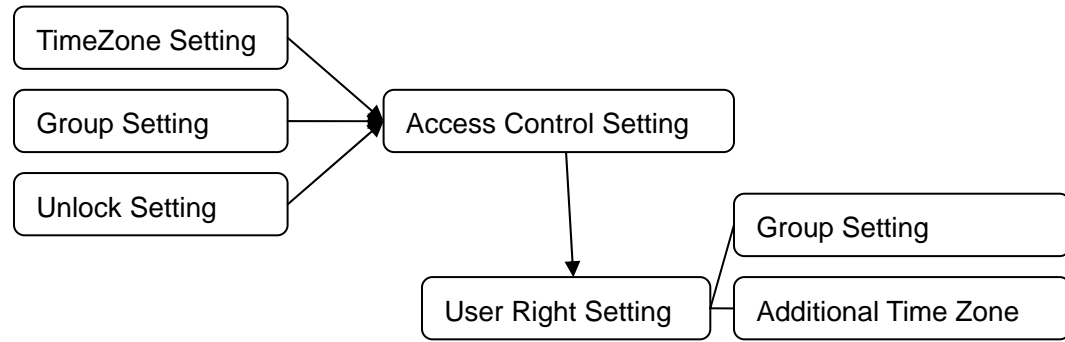 TimeZone Setting
Group Setting
Access Control Setting
Unlock Setting
Group Setting
User Right Setting
Additional Time Zone